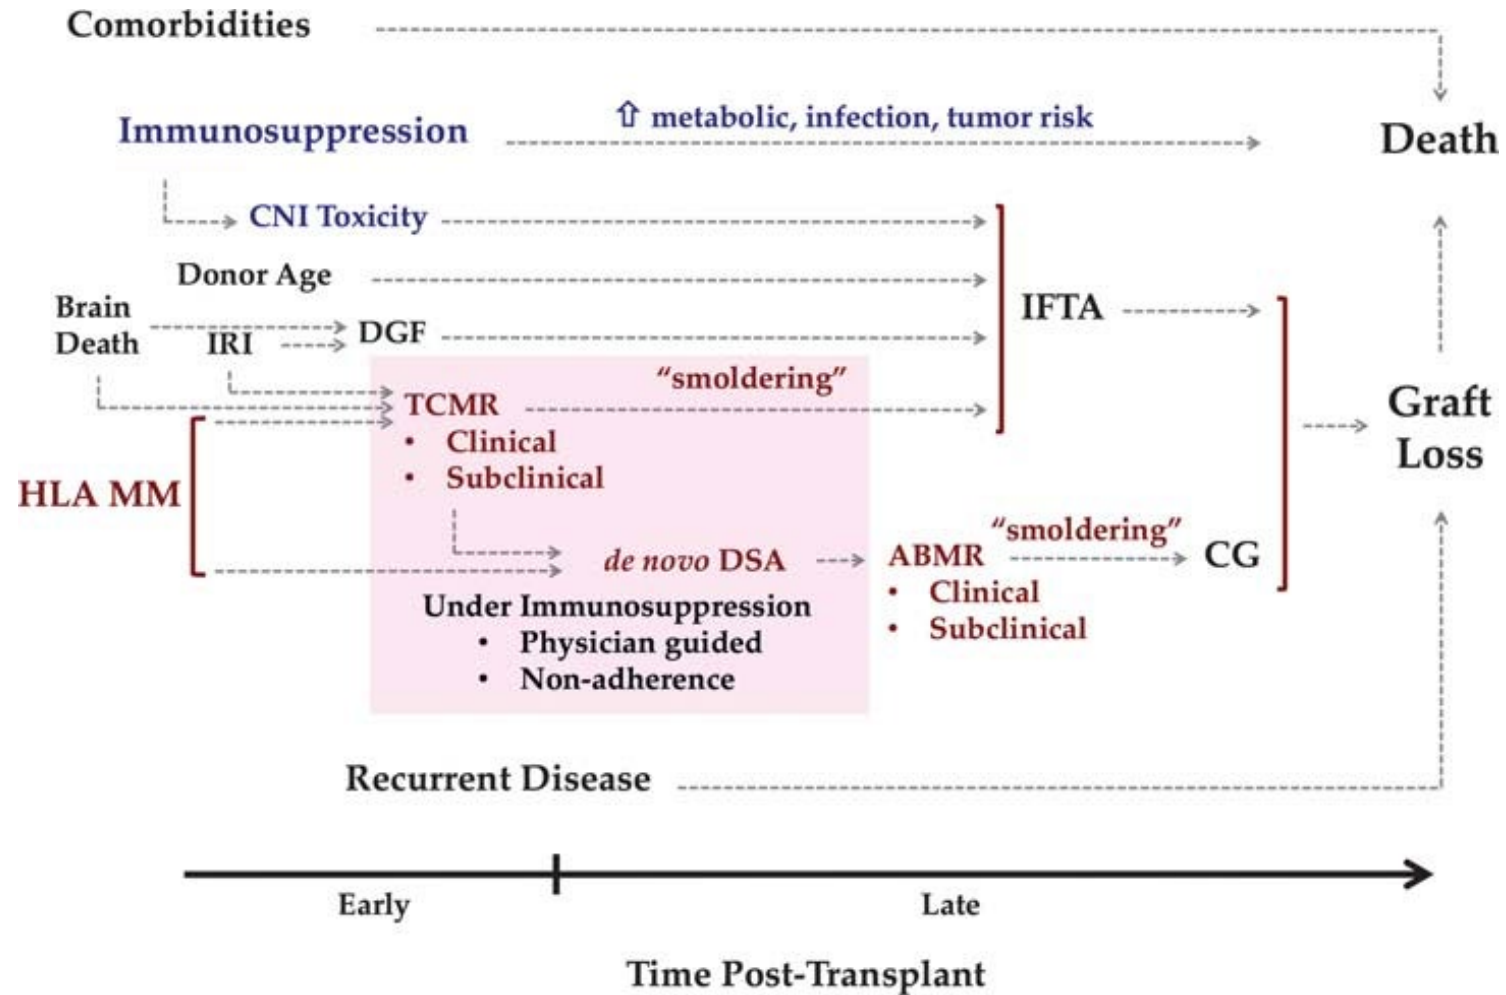 Comorbidities
⇧ metabolic, infection, tumor risk
Immunosuppression
Death
CNI Toxicity
Donor Age
Brain
Death
IRI
DGF
IFTA
"smoldering"
TCMR
• Clinical
• Subclinical
HLA MM
Graft
Loss
"smoldering"
de novo DSA
ABMR
CG
• Clinical
• Subclinical
Under Immunosuppression
• Physician guided
• Non-adherence
Recurrent Disease
Early
Late
Time Post-Transplant